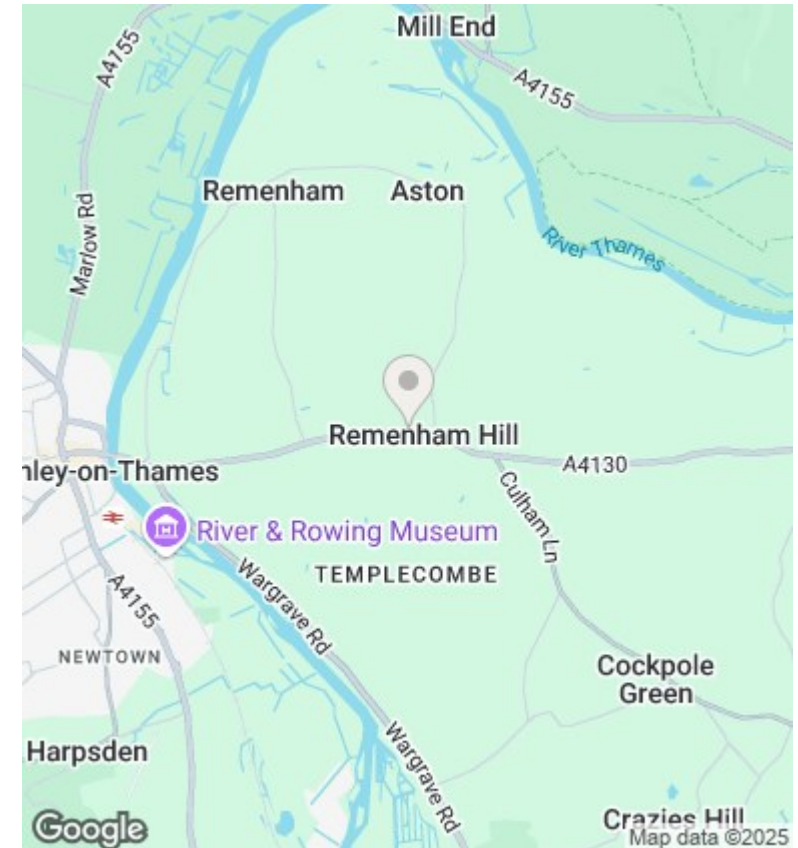 Mill End
A4155
A4155
Remenham
Aston
Marlow Rd
River Thames
Remenham Hill
A4130
nley-on-Thames
Culham Ln
River & Rowing Museum
TEMPLECOMBE
Wargrave Rd
A4155
NEWTOWN
Cockpole
Green
Harpsden
Wargrave Rd
Crazies Hill
Google
Map data ©2025